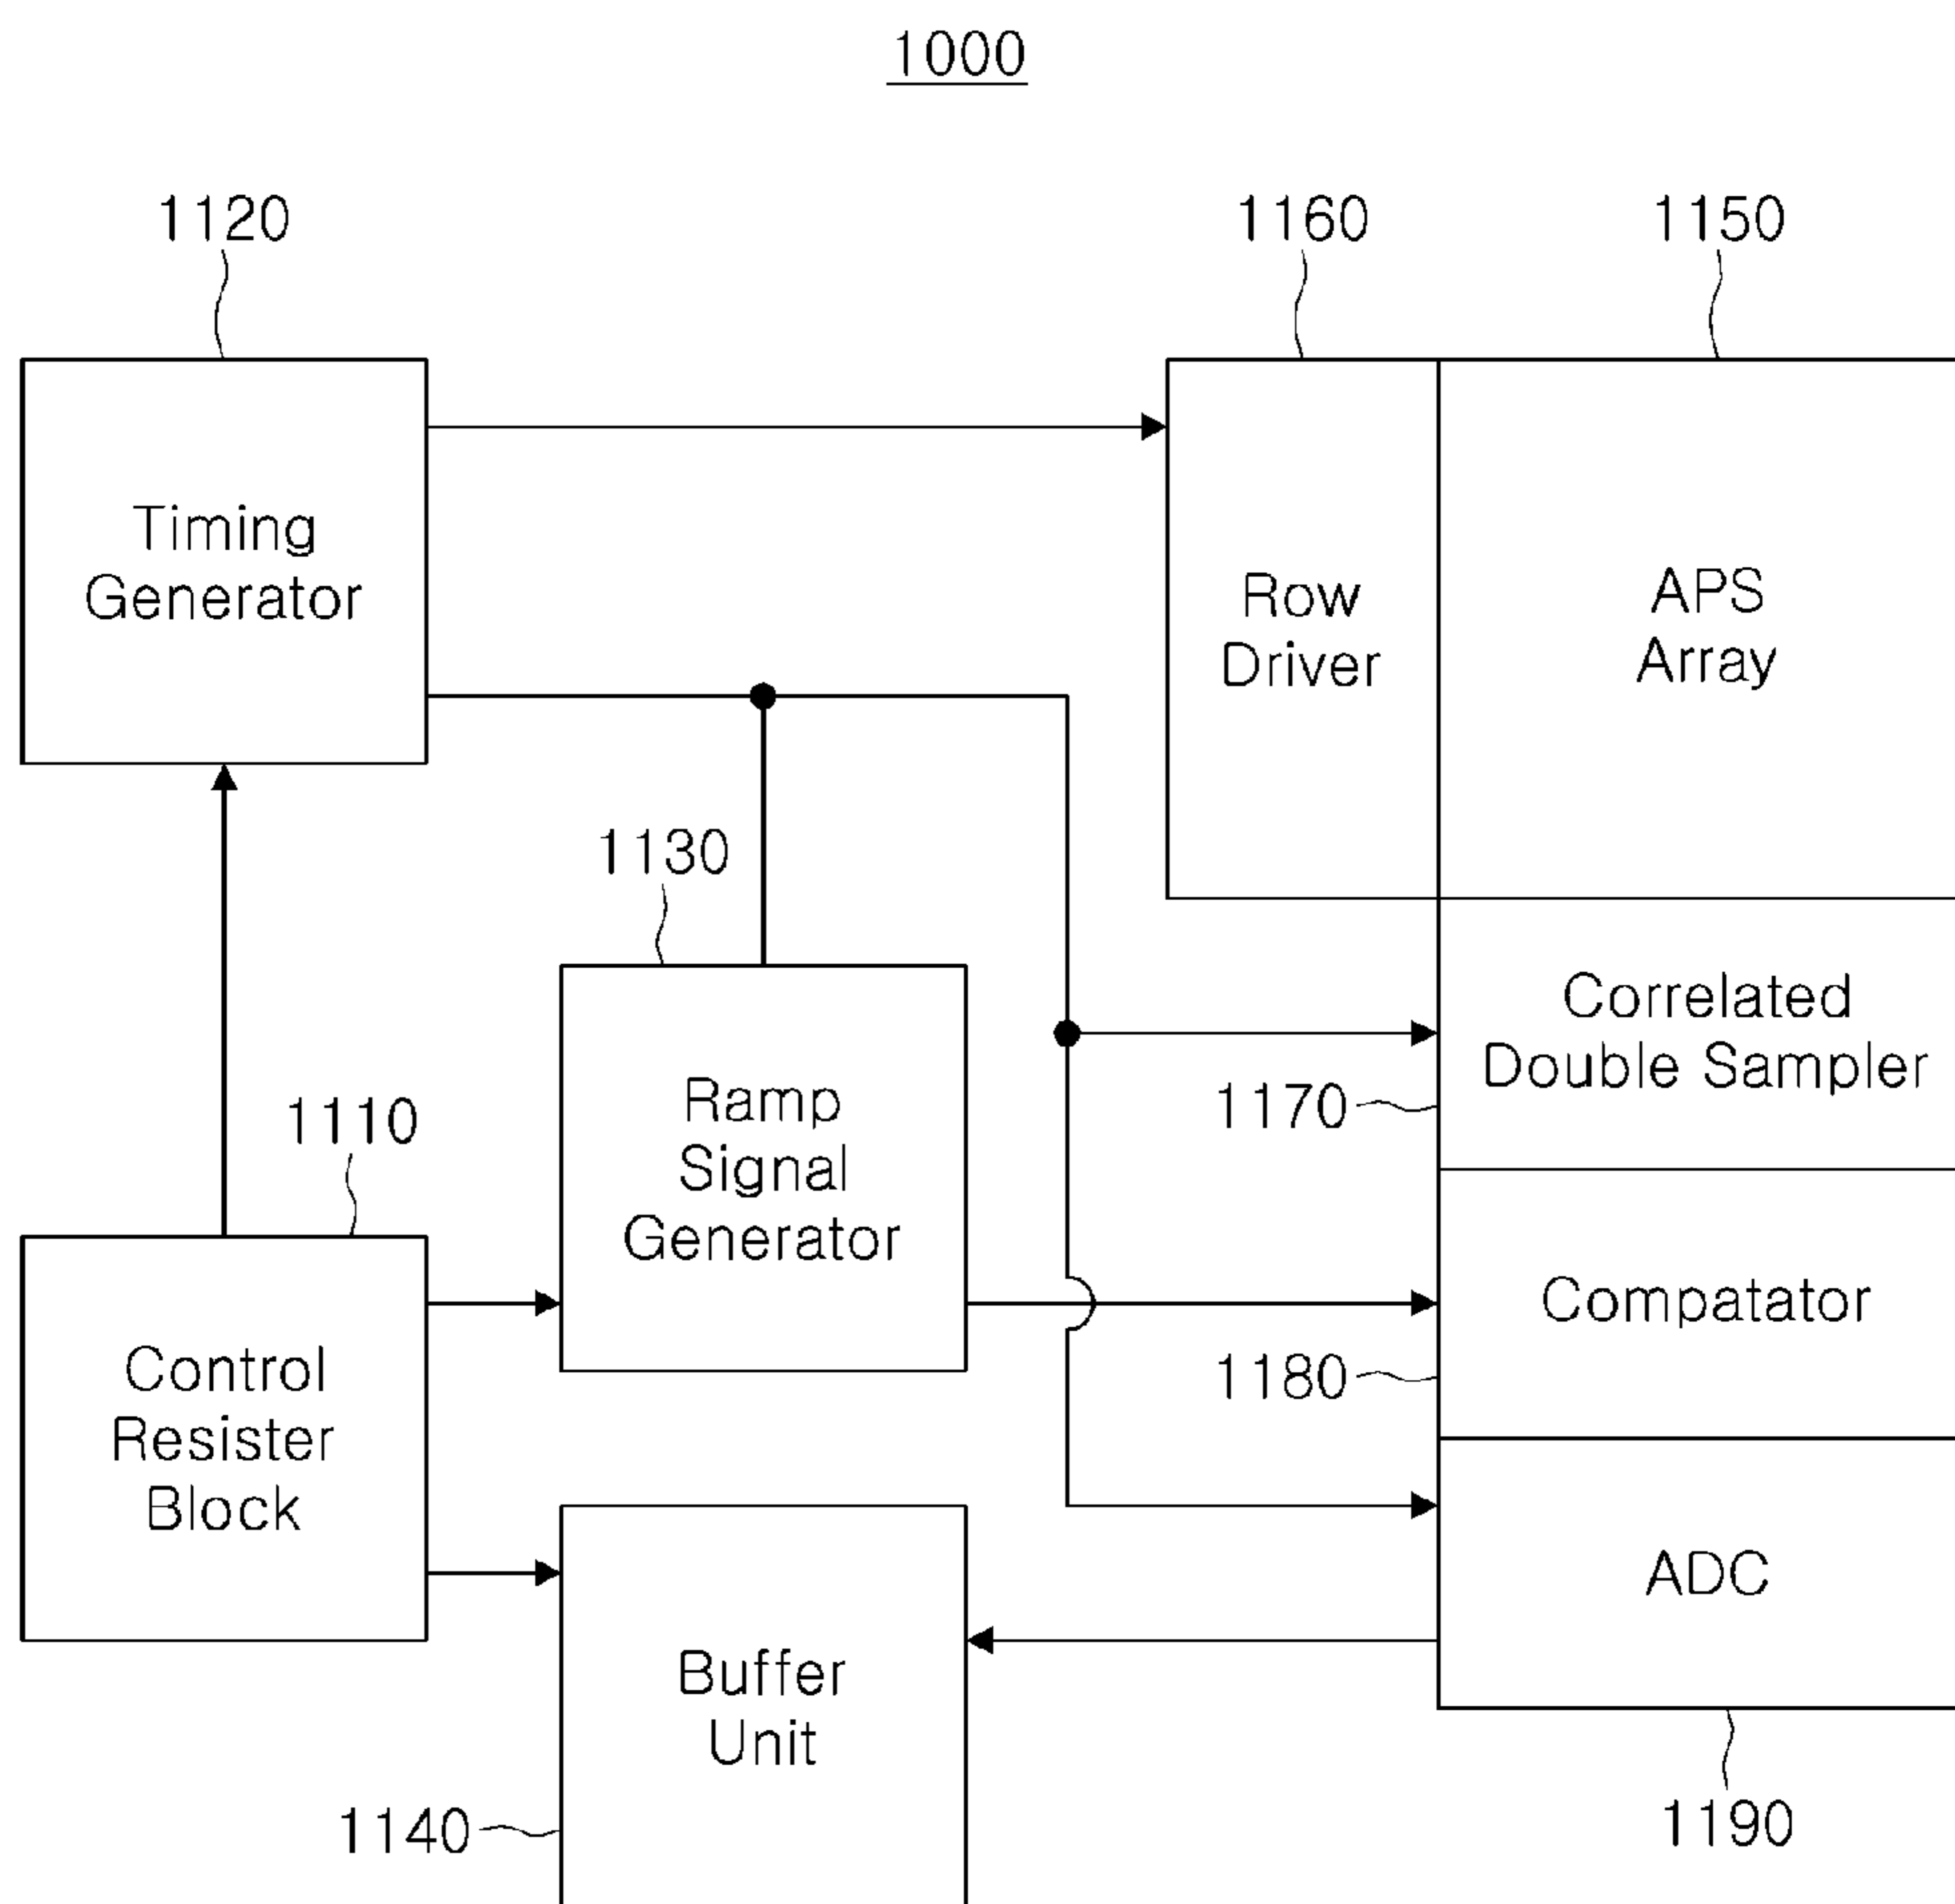 1000
1120
1160
1150
Timing
Generator
Row
Driver
APS
Array
1130
Correlated
Double Sampler
1170
1110
Ramp
Signal
Generator
Compatator
1180
Control
Resister
Block
ADC
Buffer
Unit
1140
1190